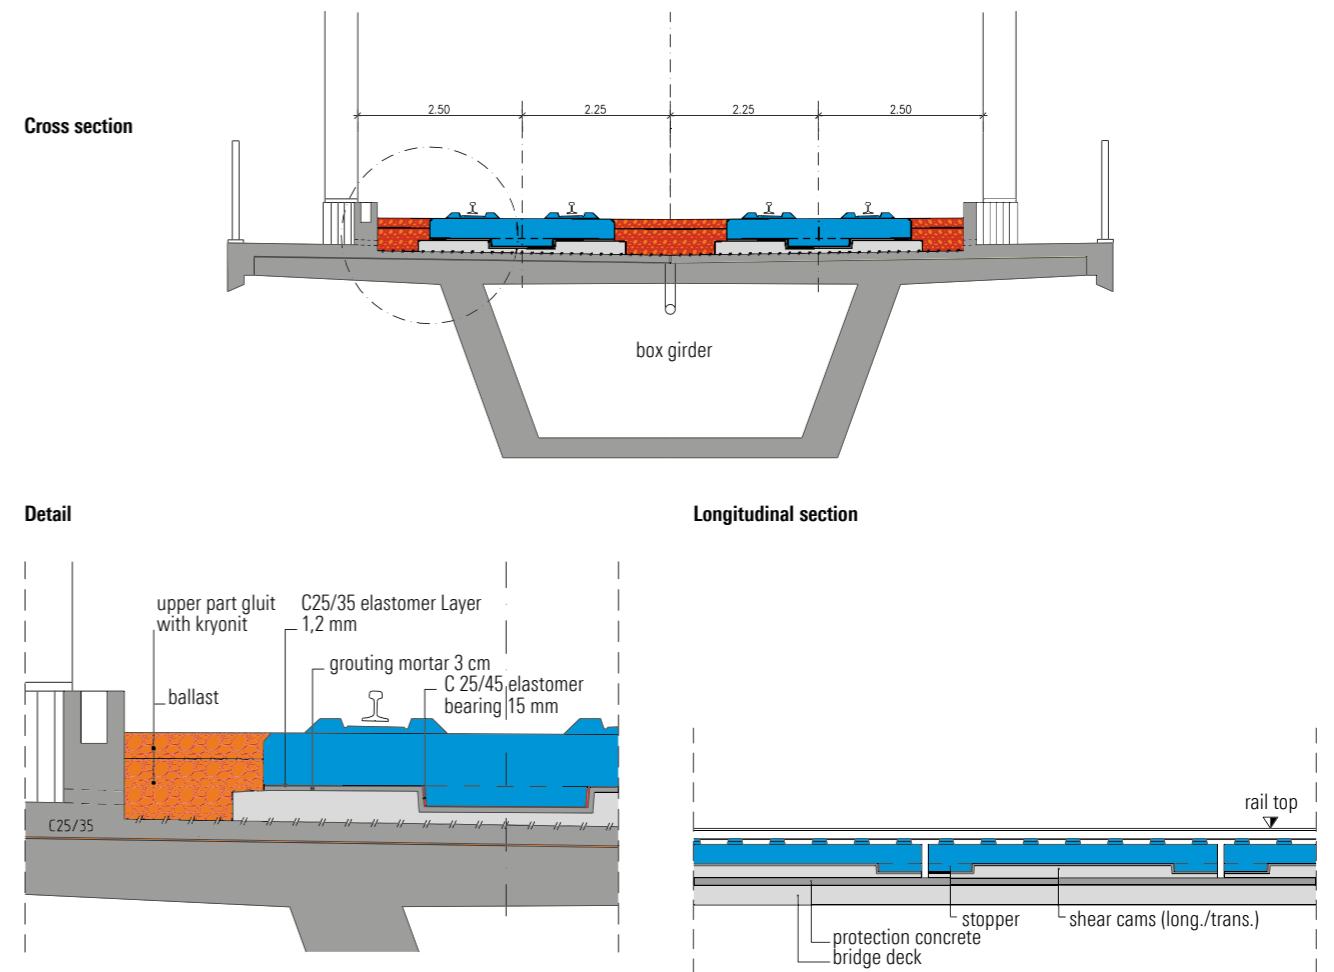 Cross section
2.50
2.25
2.25
2.50
box girder
Detail
upper part gluit
with kryonit
C25/35 elastomer Layer
1,2 mm
grouting mortar 3 cm
C 25/45 elastomer
bearing 15 mm
ballast
C25/35
Longitudinal section
rail top
stopper
shear cams (long./trans.)
protection concrete
bridge deck